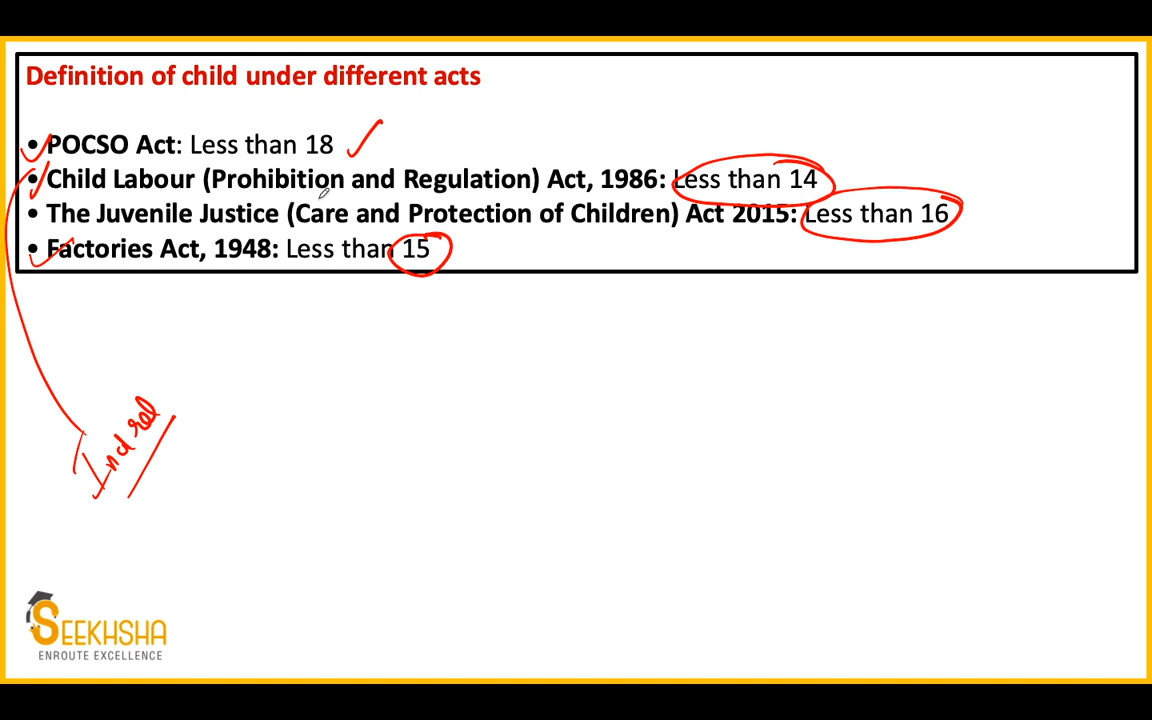 Definition of child under different acts
• POCSO Act: Less than 18
• Child Labour (Prohibition and Regulation) Act, 1986: Less than 14
• The Juvenile Justice (Care and Protection of Children) Act 2015: Less than 16
• Factories Act, 1948: Less than 15
Ind rel
SEEKHSHA
ENROUTE EXCELLENCE